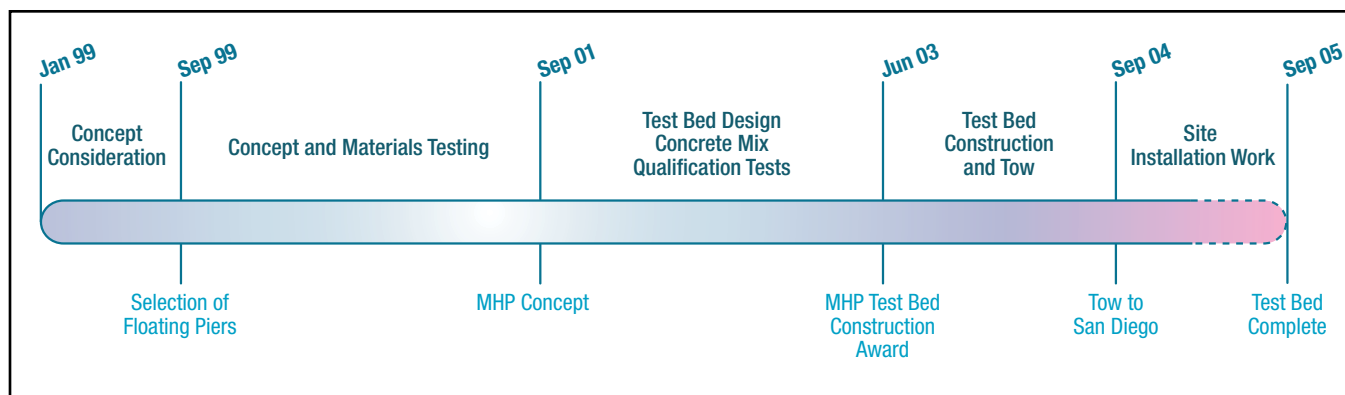 Jan 99
Sep 99
Sep 01
Jun 03
Sep 04
Sep 05
Concept
Consideration
Concept and Materials Testing
Test Bed Design
Concrete Mix
Qualification Tests
Test Bed
Construction
and Tow
Site
Installation Work
Selection of
Floating Piers
MHP Concept
MHP Test Bed
Construction
Award
Tow to
San Diego
Test Bed
Complete